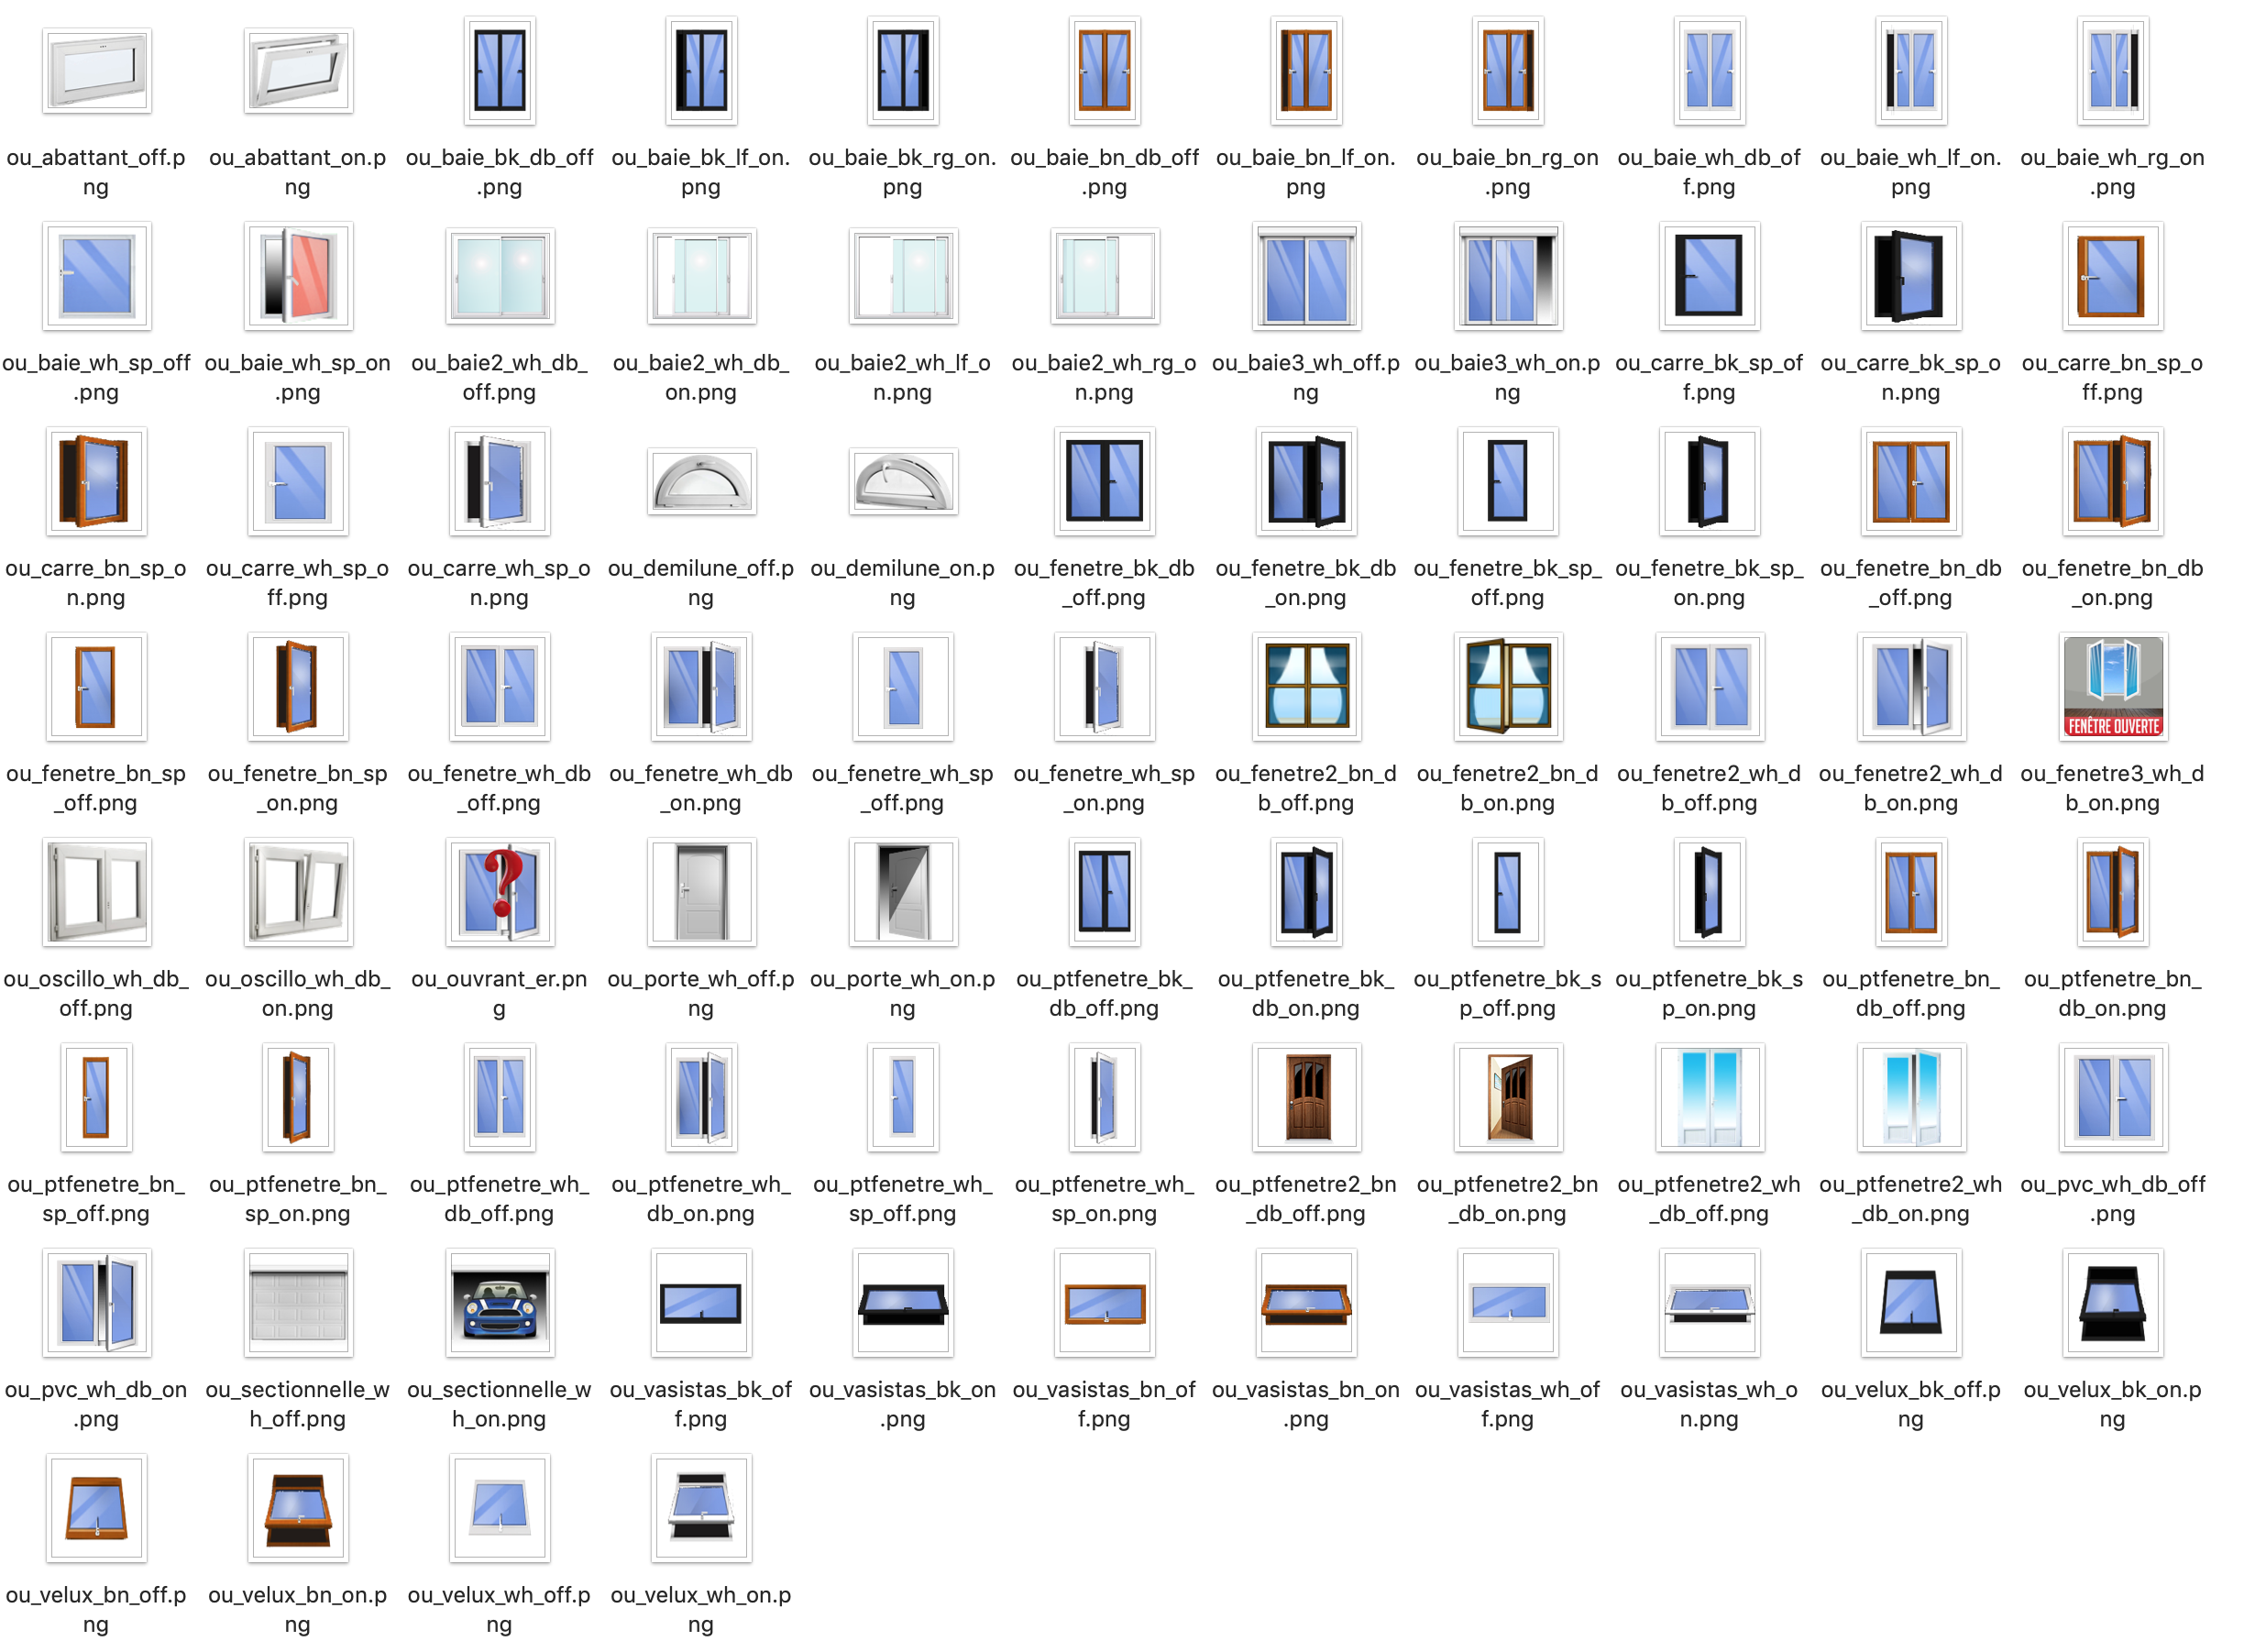 ou_abattant_off.p
ng
ou_abattant_on.p
ng
ou_baie_bk_db_off
.png
ou_baie_bk_lf_on.
png
ou_baie_bk_rg_on.
png
ou_baie_bn_db_off
.png
ou_baie_bn_lf_on.
png
ou_baie_bn_rg_on
.png
ou_baie_wh_db_of
f.png
ou_baie_wh_lf_on.
png
ou_baie_wh_rg_on
.png
ou_baie_wh_sp_off
.png
ou_baie_wh_sp_on
.png
ou_baie2_wh_db_
off.png
ou_baie2_wh_db_
on.png
ou_baie2_wh_lf_o
n.png
ou_baie2_wh_rg_o
n.png
ou_baie3_wh_off.p
ng
ou_baie3_wh_on.p
ng
ou_carre_bk_sp_of
f.png
ou_carre_bk_sp_o
n.png
ou_carre_bn_sp_o
ff.png
ou_carre_bn_sp_o
n.png
ou_carre_wh_sp_o
ff.png
ou_carre_wh_sp_o
n.png
ou_demilune_off.p
ng
ou_demilune_on.p
ng
ou_fenetre_bk_db
_off.png
ou_fenetre_bk_db
_on.png
ou_fenetre_bk_sp_
off.png
ou_fenetre_bk_sp_
on.png
ou_fenetre_bn_db
_off.png
ou_fenetre_bn_db
_on.png
FENÊTRE OUVERTE
ou_fenetre_bn_sp
_off.png
ou_fenetre_bn_sp
_on.png
ou_fenetre_wh_db
_off.png
ou_fenetre_wh_db
_on.png
ou_fenetre_wh_sp
_off.png
ou_fenetre_wh_sp
_on.png
ou_fenetre2_bn_d
b_off.png
ou_fenetre2_bn_d
b_on.png
ou_fenetre2_wh_d
b_off.png
ou_fenetre2_wh_d
b_on.png
ou_fenetre3_wh_d
b_on.png
?
ou_oscillo_wh_db_
off.png
ou_oscillo_wh_db_
on.png
ou_ouvrant_er.pn
g
ou_porte_wh_off.p
ng
ou_porte_wh_on.p
ng
ou_ptfenetre_bk_
db_off.png
ou_ptfenetre_bk_
db_on.png
ou_ptfenetre_bk_s
p_off.png
ou_ptfenetre_bk_s
p_on.png
ou_ptfenetre_bn_
db_off.png
ou_ptfenetre_bn_
db_on.png
ou_ptfenetre_bn_
sp_off.png
ou_ptfenetre_bn_
sp_on.png
ou_ptfenetre_wh_
db_off.png
ou_ptfenetre_wh_
db_on.png
ou_ptfenetre_wh_
sp_off.png
ou_ptfenetre_wh_
sp_on.png
ou_ptfenetre2_bn
_db_off.png
ou_ptfenetre2_bn
_db_on.png
ou_ptfenetre2_wh
_db_off.png
ou_ptfenetre2_wh
_db_on.png
ou_pvc_wh_db_off
.png
ou_pvc_wh_db_on
.png
ou_sectionnelle_w
h_off.png
ou_sectionnelle_w
h_on.png
ou_vasistas_bk_of
f.png
ou_vasistas_bk_on
.png
ou_vasistas_bn_of
f.png
ou_vasistas_bn_on
.png
ou_vasistas_wh_of
f.png
ou_vasistas_wh_o
n.png
ou_velux_bk_off.p
ng
ou_velux_bk_on.p
ng
ou_velux_bn_off.p
ng
ou_velux_bn_on.p
ng
ou_velux_wh_off.p
ng
ou_velux_wh_on.p
ng